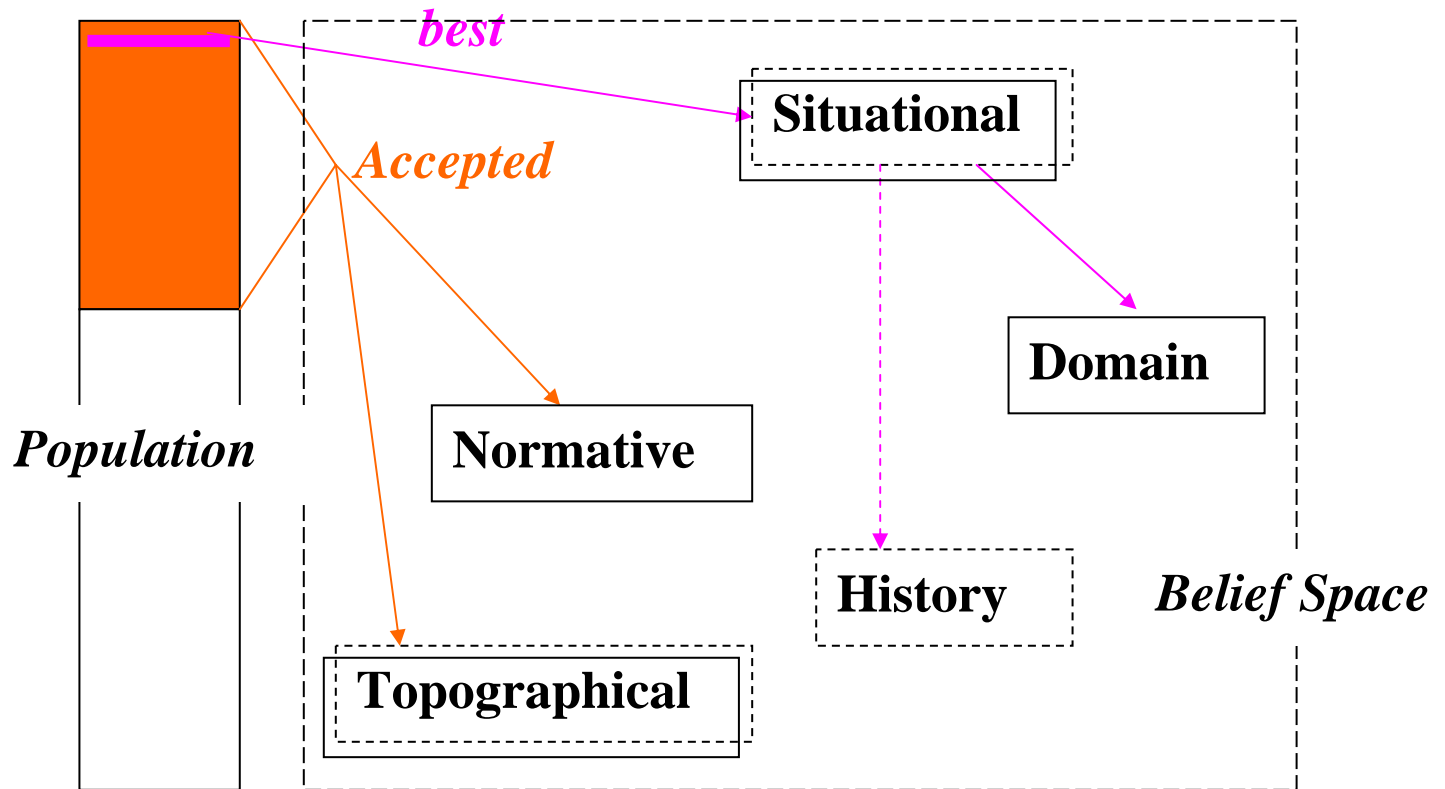 best
Situational
Accepted
Domain
Population
Normative
History
Belief Space
Topographical